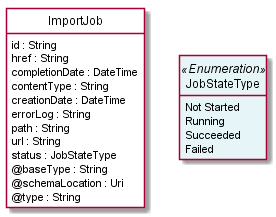 ImportJob
id : String
href : String
completionDate : DateTime
contentType : String
creationDate : DateTime
errorLog : String
path : String
url : String
status : JobStateType
@baseType : String
@schemaLocation : Uri
@type : String
«Enumeration»
JobStateType
Not Started
Running
Succeeded
Failed